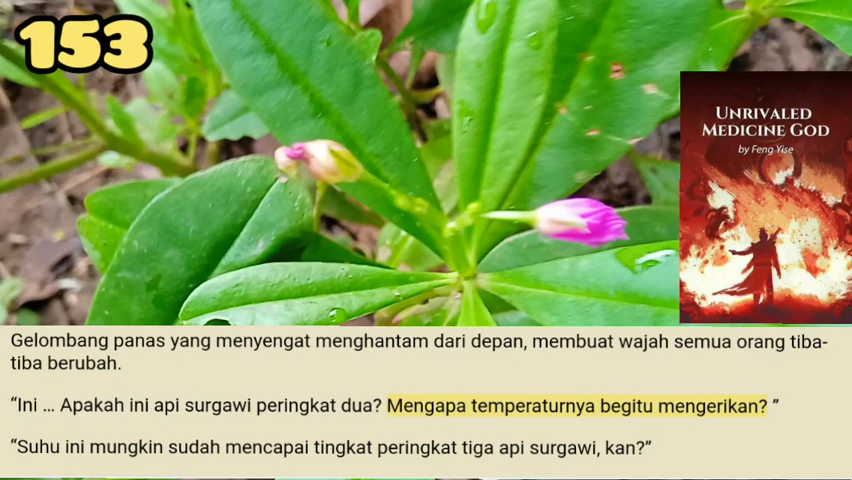 153
UNRIVALED
MEDICINE GOD
by Feng Yise
Gelombang panas yang menyengat menghantam dari depan, membuat wajah semua orang tiba-
tiba berubah.
“Ini ... Apakah ini api surgawi peringkat dua? Mengapa temperaturnya begitu mengerikan? ”
“Suhu ini mungkin sudah mencapai tingkat peringkat tiga api surgawi, kan?”